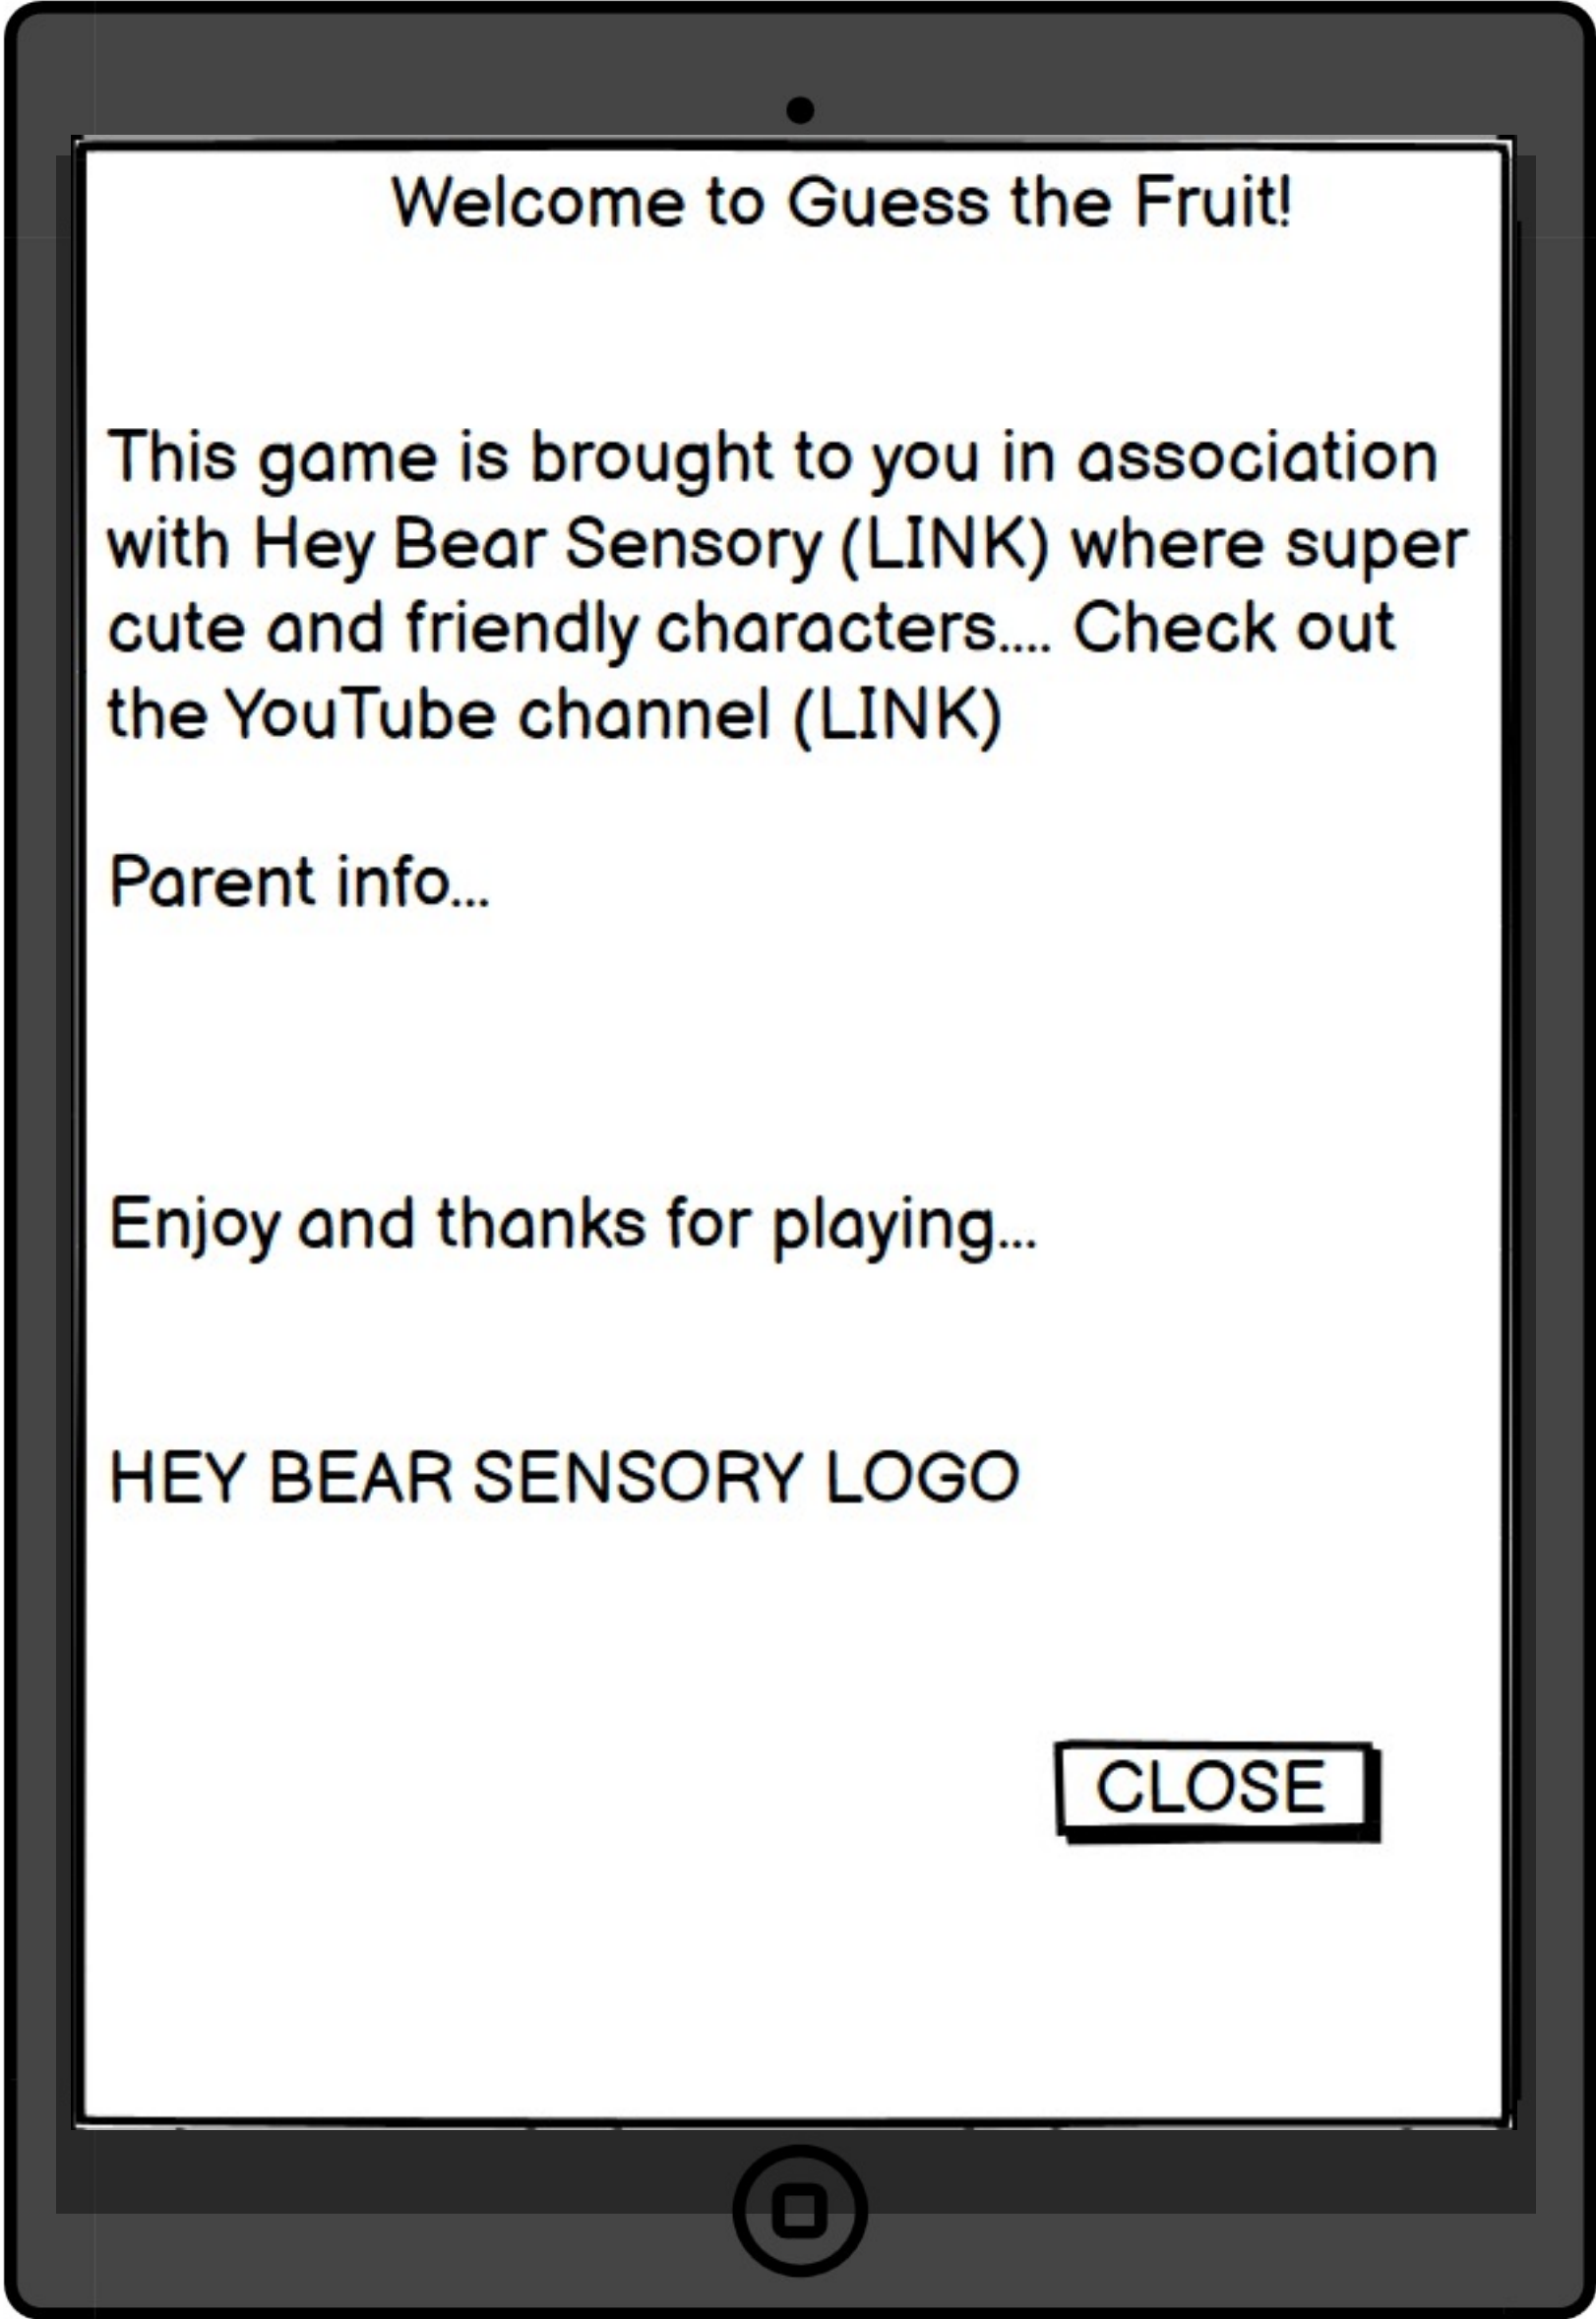 Welcome to Guess the Fruit!
This game is brought to you in association
with Hey Bear Sensory (LINK) where super
cute and friendly characters.... Check out
the YouTube channel (LINK)
Parent info...
Enjoy and thanks for playing...
HEY BEAR SENSORY LOGO
CLOSE